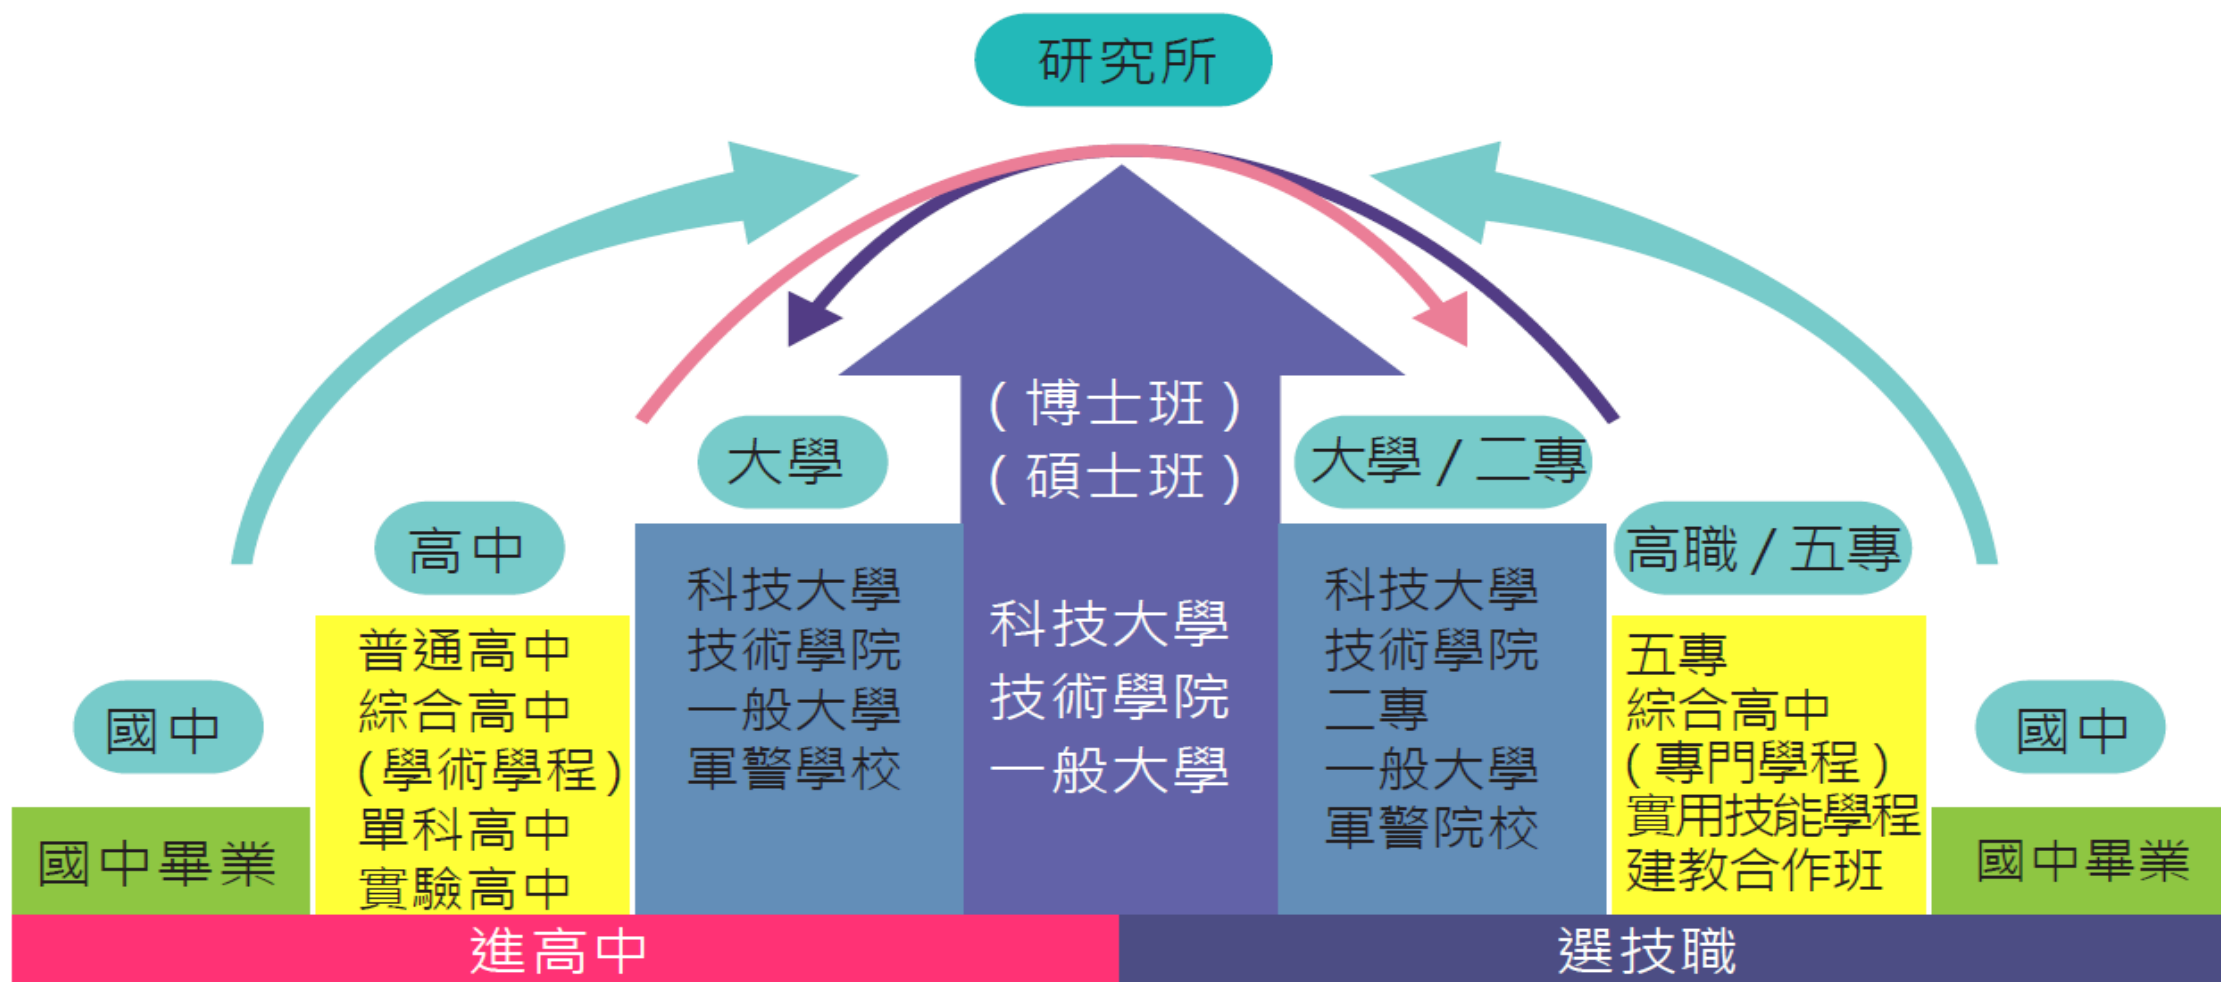 研究所
大學
大學/二專
高中
高職/五專
國中
國中
國中畢業
普通高中
綜合高中
(學術學程)
單科高中
實驗高中
科技大學
技術學院
一般大學
軍警學校
(博士班)
(碩士班)
科技大學
技術學院
一般大學
科技大學
技術學院
二專
一般大學
軍警院校
五專
綜合高中
(專門學程)
實用技能學程
建教合作班
國中畢業
進高中
選技職